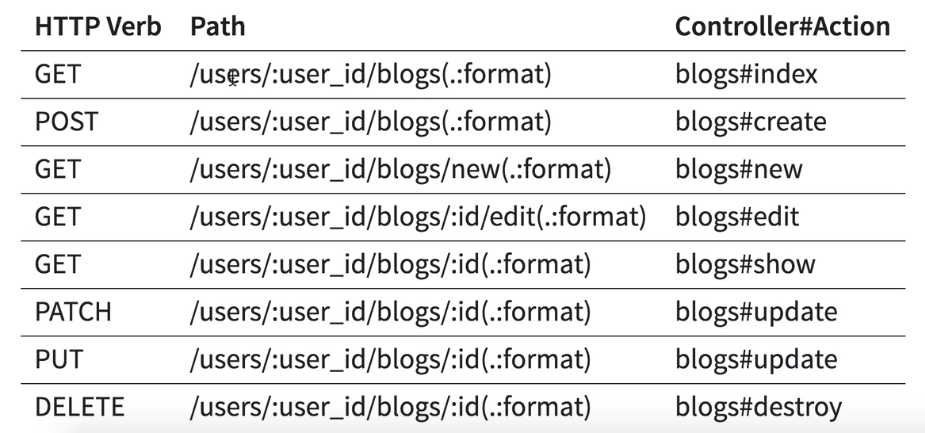 HTTP Verb Path Controller#Action
GET /users/:user_id/blogs(.:format) blogs#index
POST /users/:user_id/blogs(.:format) blogs#create
GET /users/:user_id/blogs/new(.:format) blogs#new
GET /users/:user_id/blogs/:id/edit(.:format) blogs#edit
GET /users/:user_id/blogs/:id(.:format) blogs#show
PATCH /users/:user_id/blogs/:id(.:format) blogs#update
PUT /users/:user_id/blogs/:id(.:format) blogs#update
DELETE /users/:user_id/blogs/:id(.:format) blogs#destroy